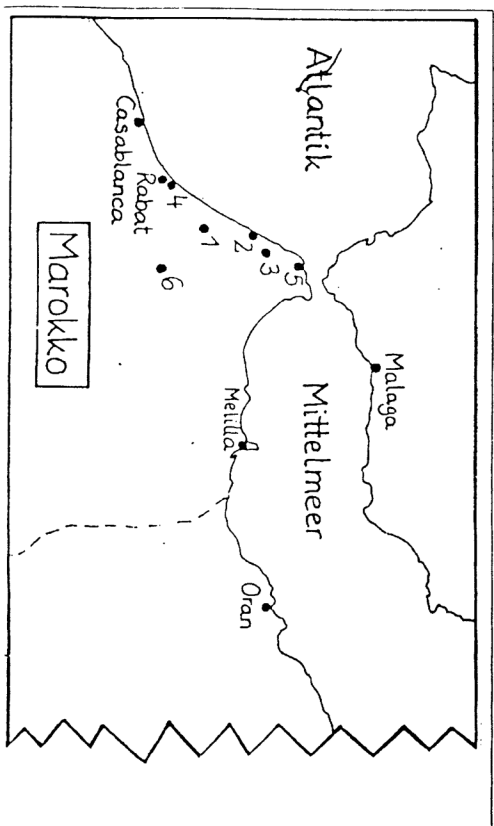 Atlantik
Malaga
Mittelmeer
5
3
2
1
4
Rabat
Casablanca
6
Melilla
Oran
Marokko